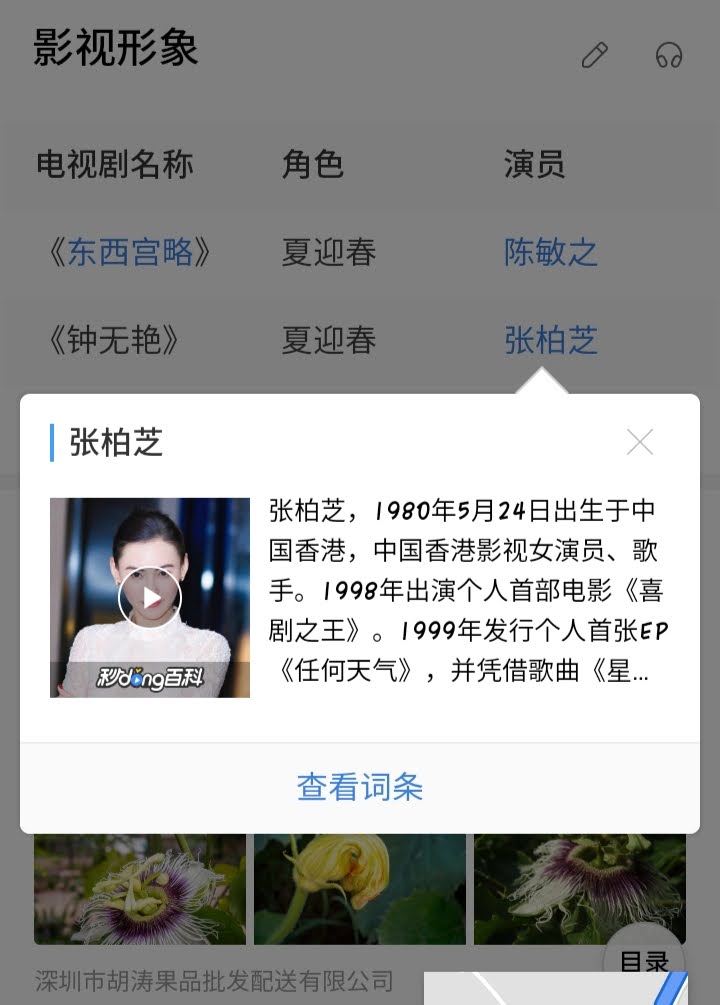 影视形象
电视剧名称 角色 演员
《东西宫略》 夏迎春 陈敏之
《钟无艳》 夏迎春 张柏芝
张柏芝
张柏芝，1980年5月24日出生于中
国香港，中国香港影视女演员、歌
手。1998年出演个人首部电影《喜
剧之王》。1999年发行个人首张EP
《任何天气》，并凭借歌曲《星...
秒dong百科
查看词条
目录
深圳市胡涛果品批发配送有限公司